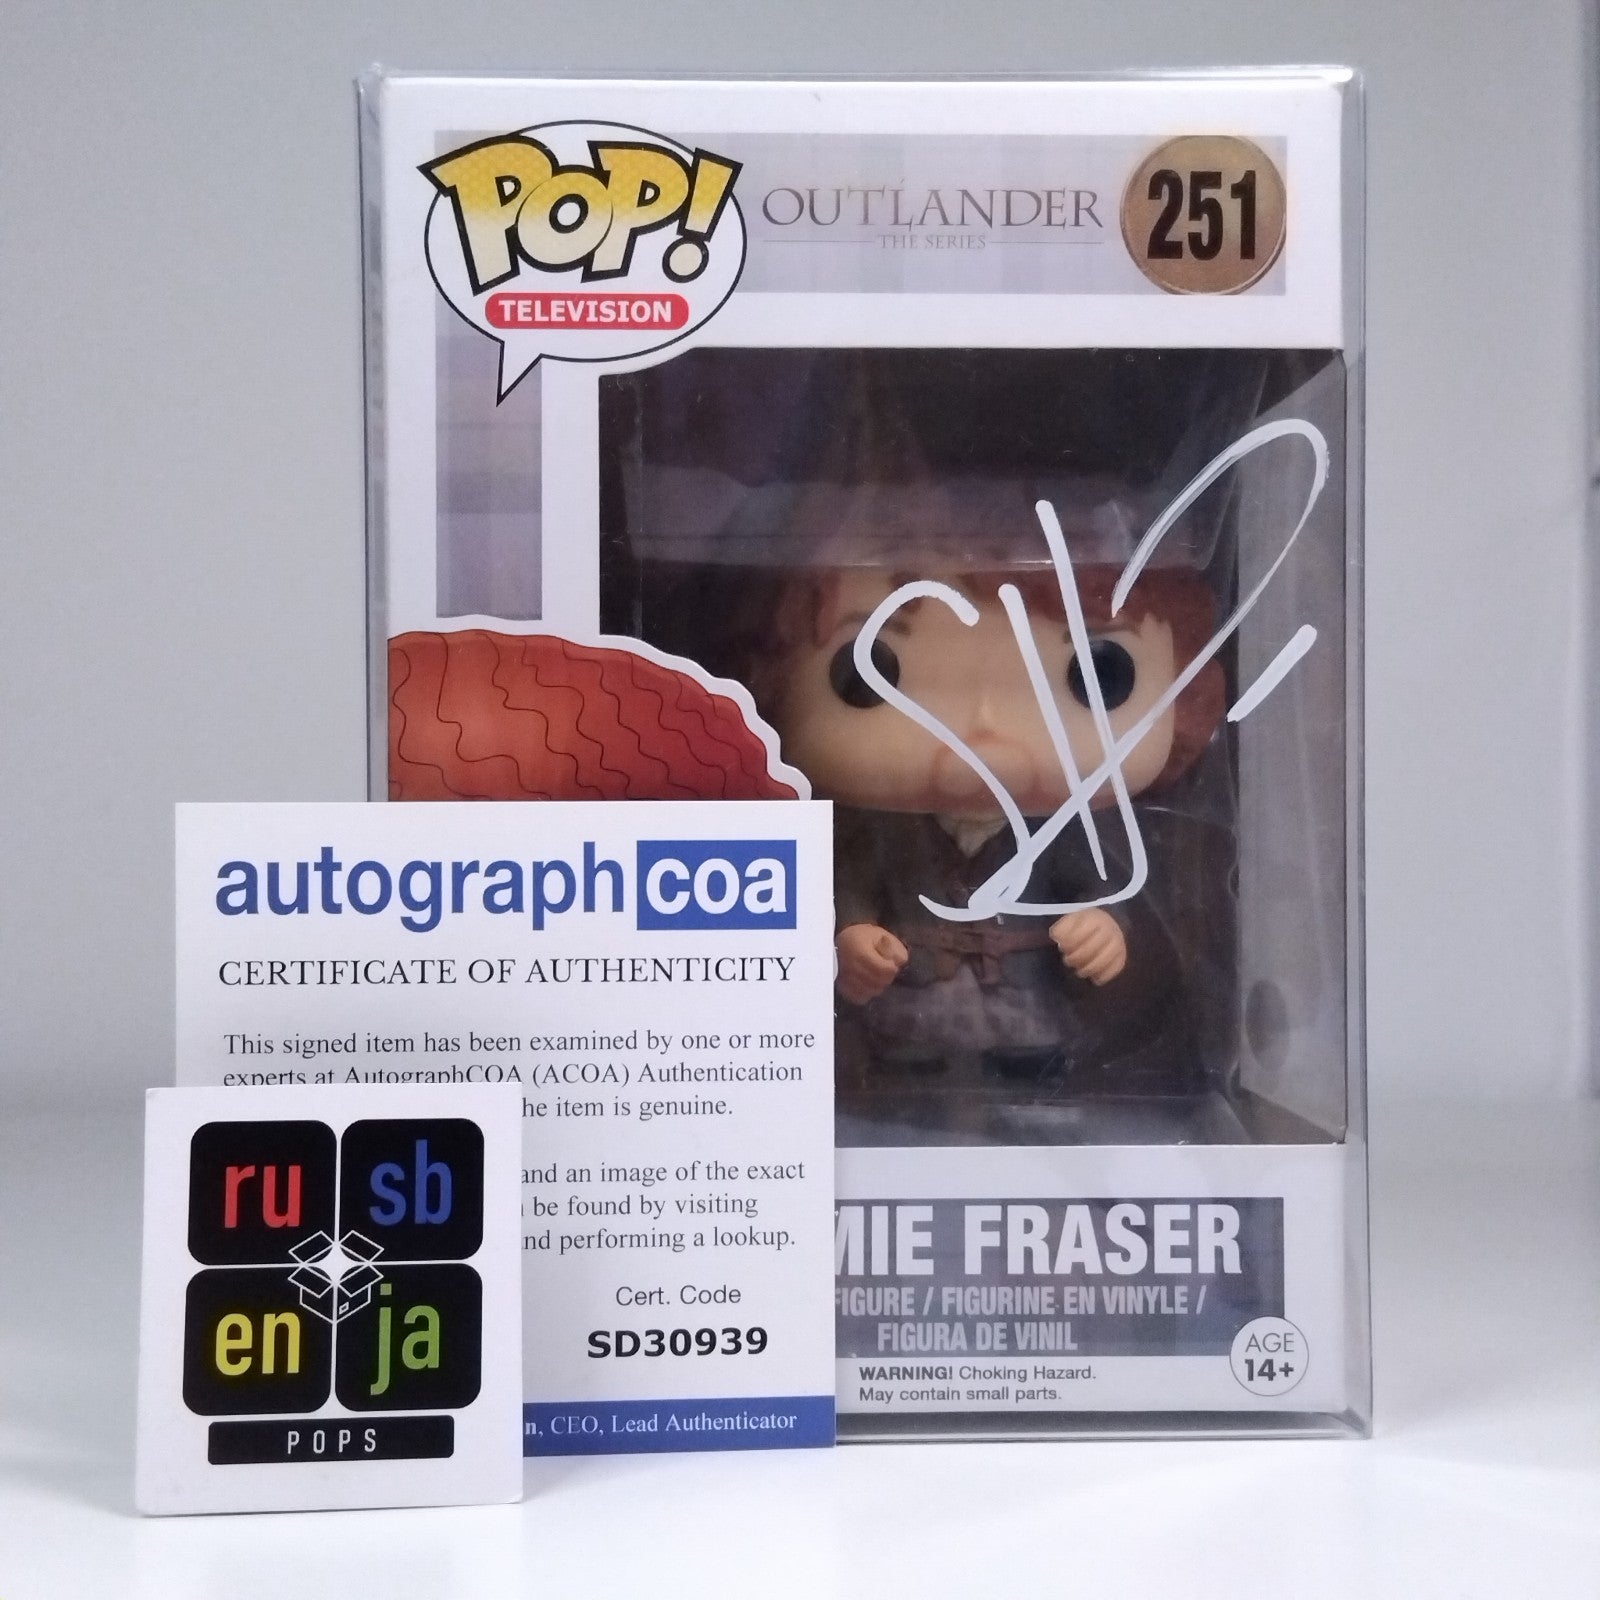 POP!
TELEVISION
OUTLANDER
THE SERIES
251
autographcoa
CERTIFICATE OF AUTHENTICITY
This signed item has been examined by one or more
experts at AutographCOA (ACOA) Authentication
he item is genuine.
and an image of the exact
be found by visiting
nd performing a lookup.
Cert. Code
SD30939
n, CEO, Lead Authenticator
ru sb
en ja
POPS
MIE FRASER
FIGURE / FIGURINE EN VINYLE /
FIGURA DE VINIL
WARNING! Choking Hazard.
May contain small parts.
AGE
14+